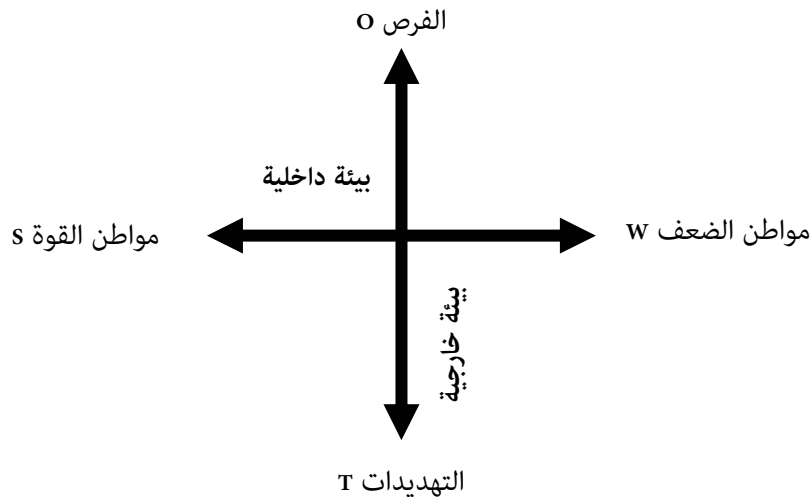 الفرص O
بيئة داخلية
مواطن الضعف W
مواطن القوة S
بيئة خارجية
التهديدات T